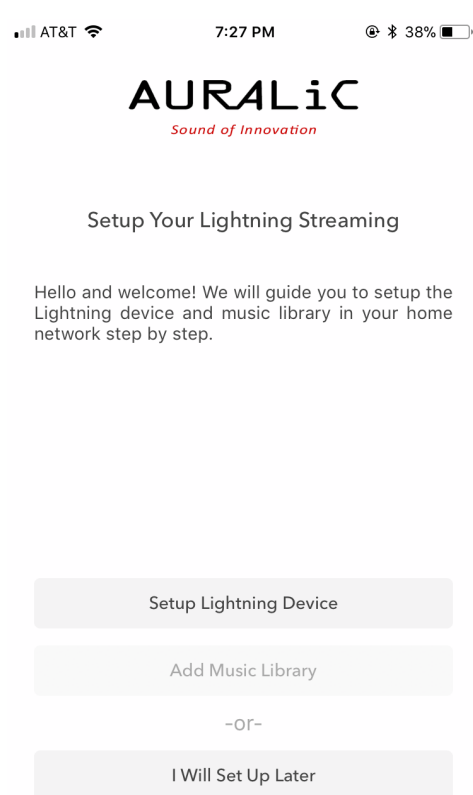 AT&T 7:27 PM 38%
AURALiC
Sound of Innovation
Setup Your Lightning Streaming
Hello and welcome! We will guide you to setup the
Lightning device and music library in your home
network step by step.
Setup Lightning Device
Add Music Library
-or-
I Will Set Up Later